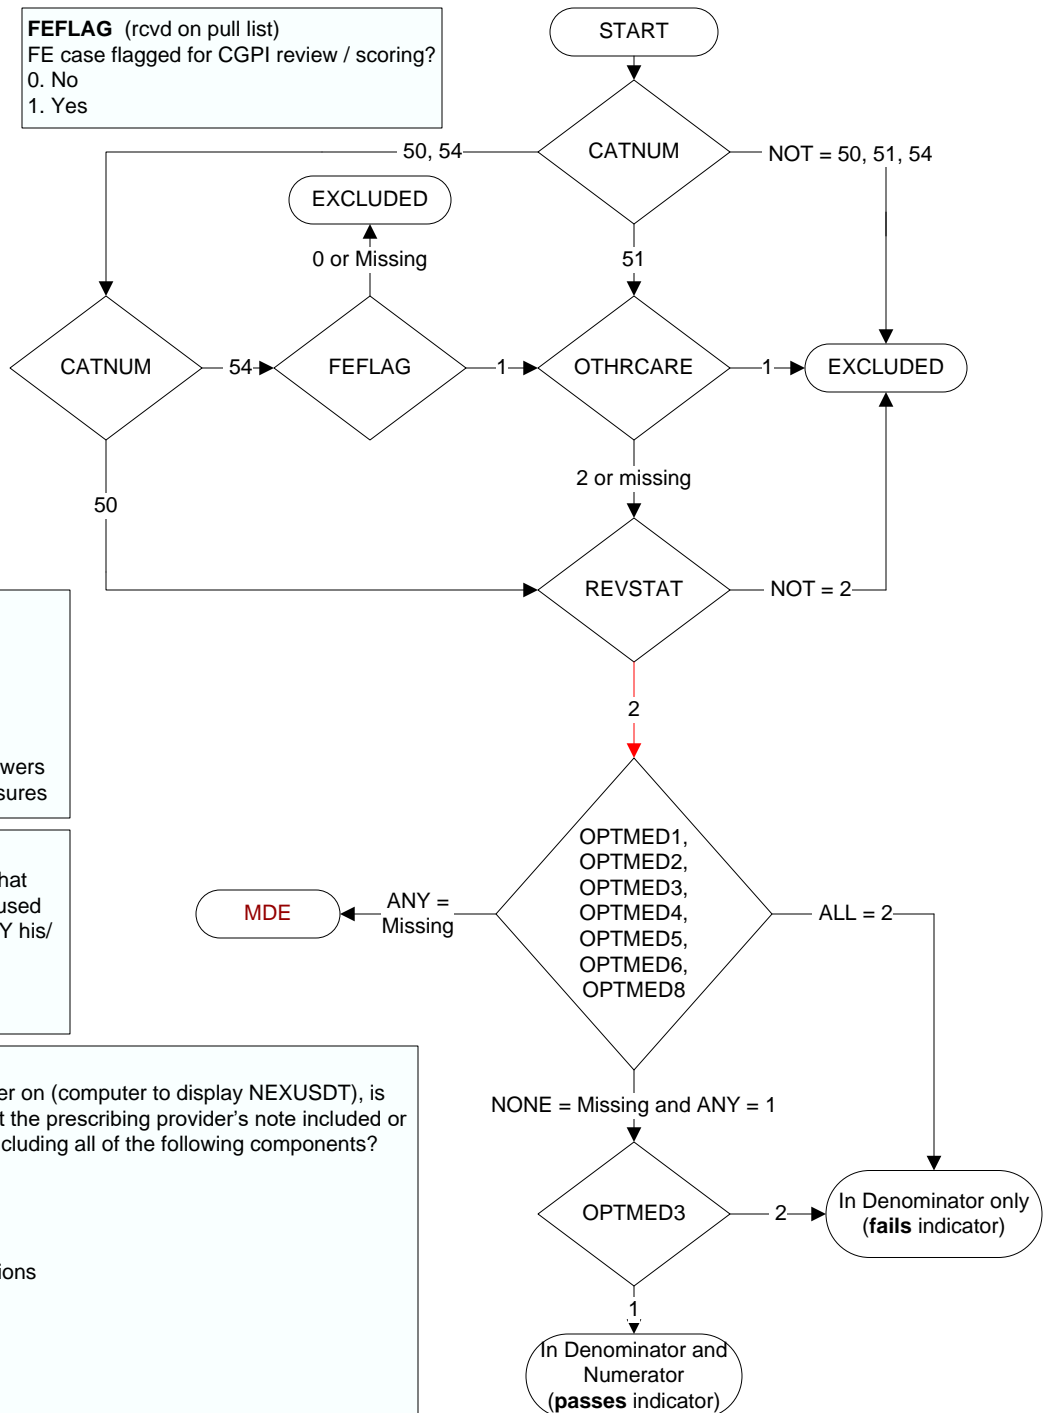 FEFLAG (rcvd on pull list)
FE case flagged for CGPI review / scoring?
0. No
1. Yes
START
CATNUM
50, 54
NOT = 50, 51, 54
EXCLUDED
0 or Missing
51
CATNUM
54
FEFLAG
1
OTHRCARE
1
EXCLUDED
2 or missing
50
REVSTAT
NOT = 2
2
wers
sures
hat
used
Y his/
OPTMED1,
OPTMED2,
OPTMED3,
OPTMED4,
OPTMED5,
OPTMED6,
OPTMED8
MDE
ANY =
Missing
ALL = 2
er on (computer to display NEXUSDT), is
t the prescribing provider's note included or
cluding all of the following components?
ions
NONE = Missing and ANY = 1
OPTMED3
2
In Denominator only
(fails indicator)
1
In Denominator and
Numerator
(passes indicator)